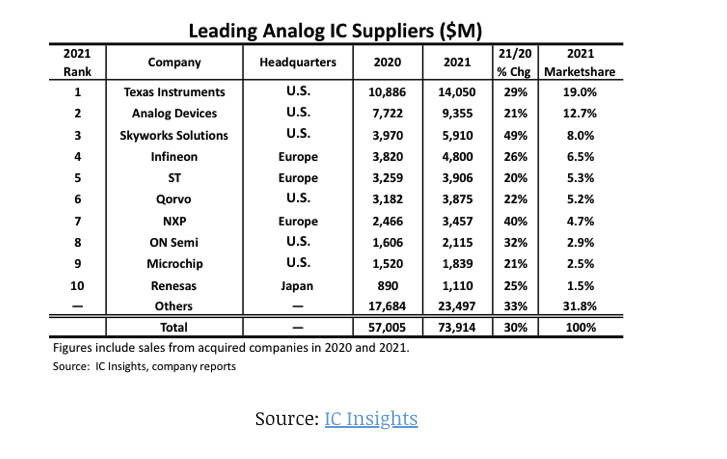 Leading Analog IC Suppliers ($M)
2021 Rank Company Headquarters 2020 2021 21/20 % Chg 2021 Marketshare
1 Texas Instruments U.S. 10,886 14,050 29% 19.0%
2 Analog Devices U.S. 7,722 9,355 21% 12.7%
3 Skyworks Solutions U.S. 3,970 5,910 49% 8.0%
4 Infineon Europe 3,820 4,800 26% 6.5%
5 ST Europe 3,259 3,906 20% 5.3%
6 Qorvo U.S. 3,182 3,875 22% 5.2%
7 NXP Europe 2,466 3,457 40% 4.7%
8 ON Semi U.S. 1,606 2,115 32% 2.9%
9 Microchip U.S. 1,520 1,839 21% 2.5%
10 Renesas Japan 890 1,110 25% 1.5%
— Others — 17,684 23,497 33% 31.8%
Total — 57,005 73,914 30% 100%
Figures include sales from acquired companies in 2020 and 2021.
Source: IC Insights, company reports
Source: IC Insights